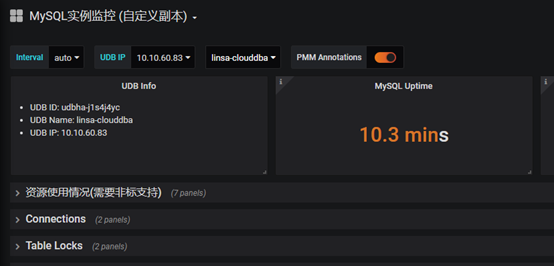 MySQL实例监控 (自定义副本)
Interval auto UDB IP 10.10.60.83 linsa-clouddba PMM Annotations
UDB Info
UDB ID: udbha-j1s4j4yc
UDB Name: linsa-clouddba
UDB IP: 10.10.60.83
i
MySQL Uptime
10.3 mins
i
资源使用情况(需要非标支持) (7 panels)
Connections (2 panels)
Table Locks (2 panels)